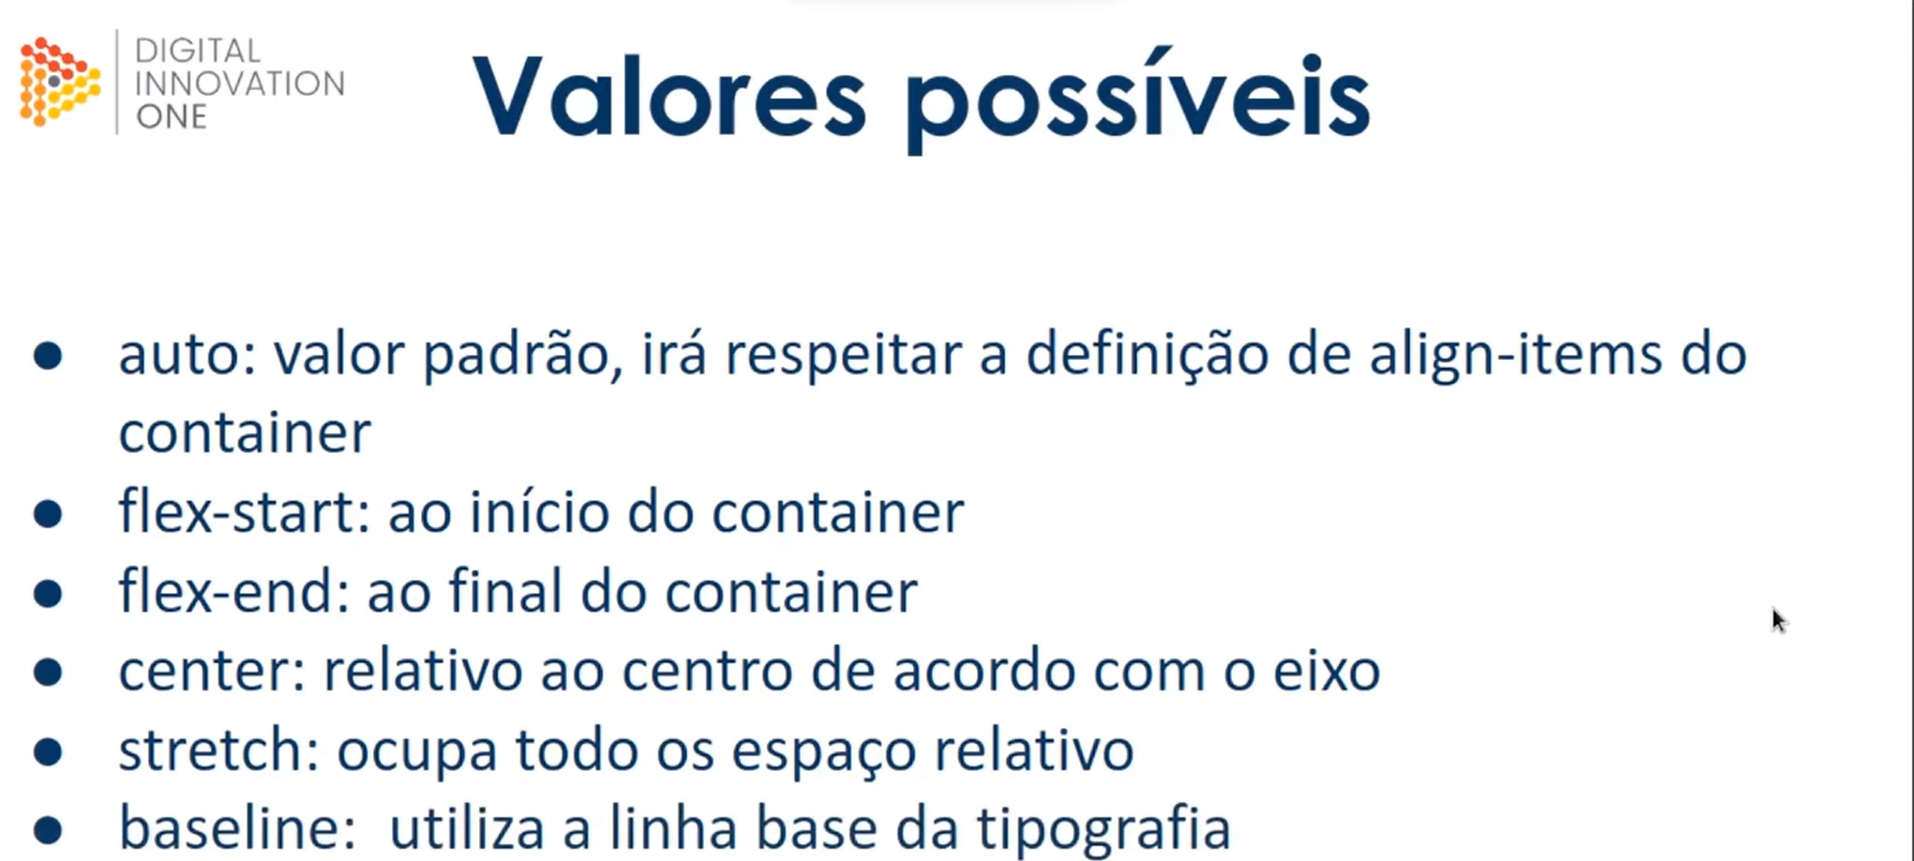 DIGITAL
INNOVATION
ONE
Valores possíveis
● auto: valor padrão, irá respeitar a definição de align-items do
container
● flex-start: ao início do container
● flex-end: ao final do container
● center: relativo ao centro de acordo com o eixo
● stretch: ocupa todo os espaço relativo
● baseline:  utiliza a linha base da tipografia